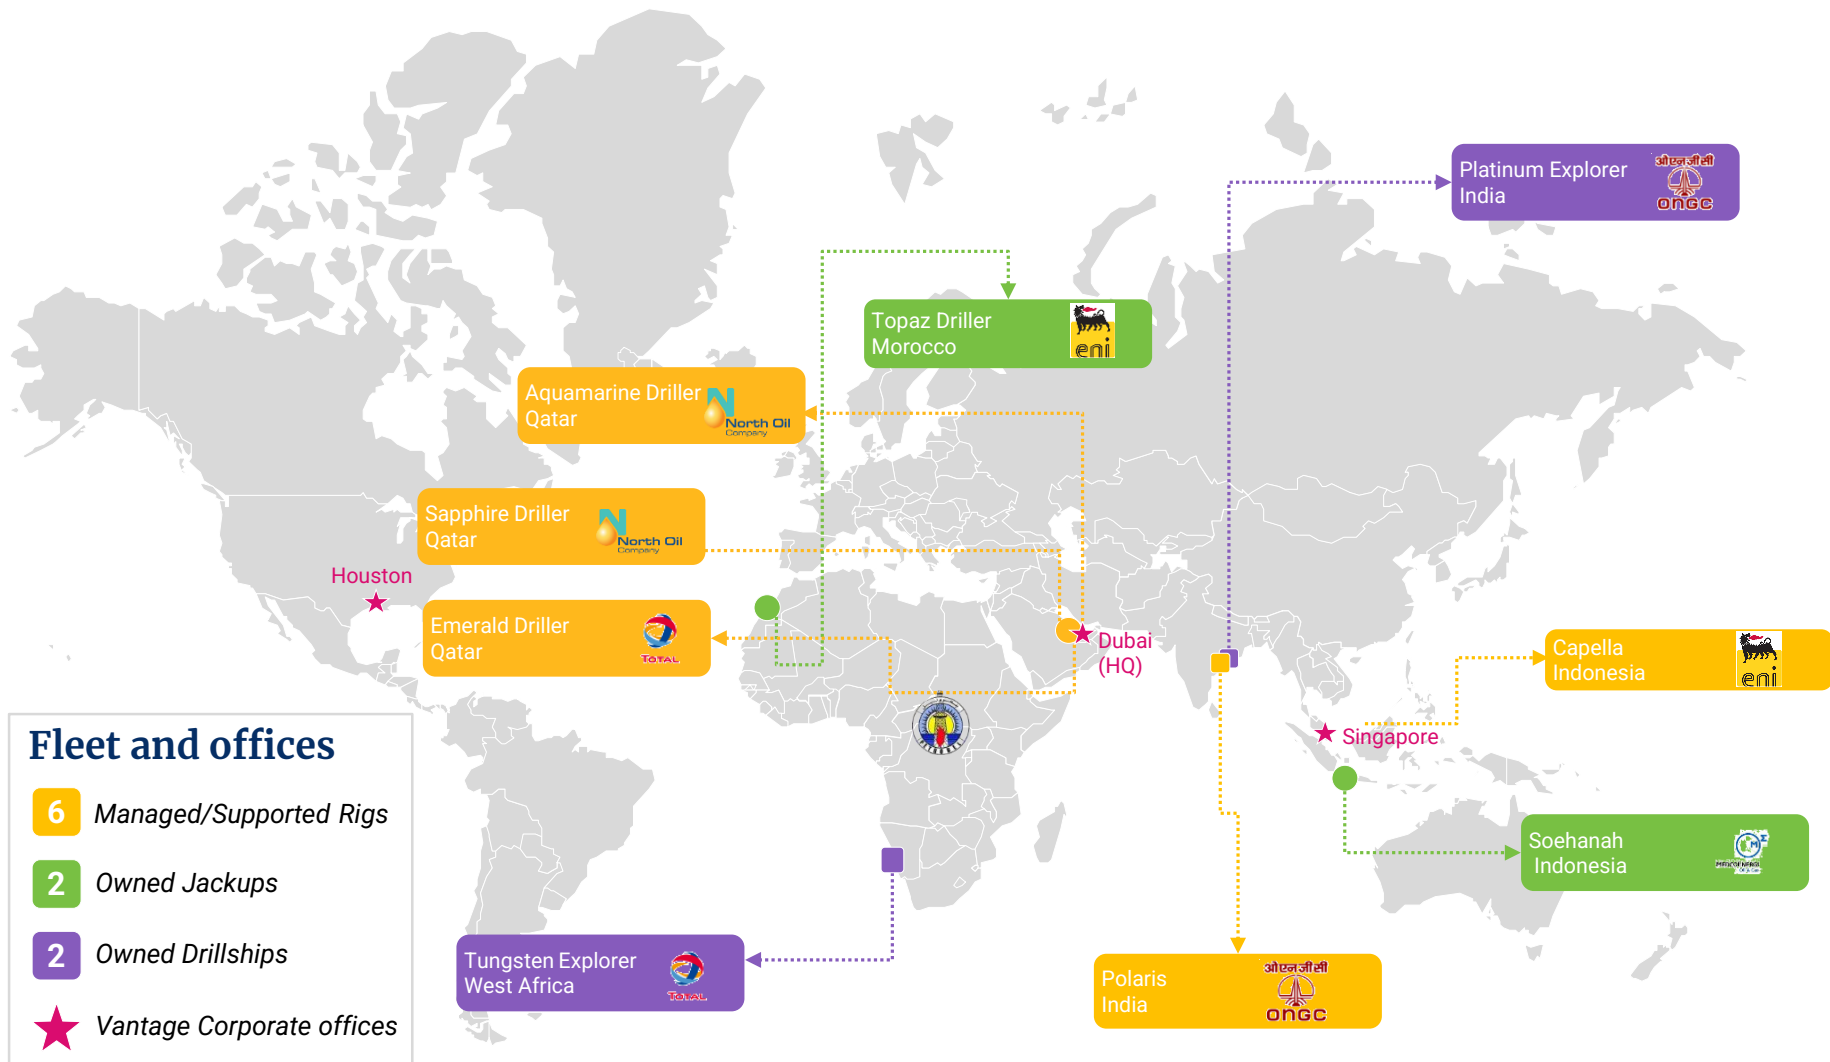 Platinum Explorer
India
ओएनजीसी
ONGC
Topaz Driller
Morocco
eni
Aquamarine Driller
Qatar
N
North Oil
Company
Sapphire Driller
Qatar
N
North Oil
Company
Houston
Emerald Driller
Qatar
TOTAL
Dubai
(HQ)
Capella
Indonesia
eni
Singapore
Soehanah
Indonesia
Fleet and offices
6 Managed/Supported Rigs
2 Owned Jackups
2 Owned Drillships
Vantage Corporate offices
Tungsten Explorer
West Africa
TOTAL
Polaris
India
ओएनजीसी
ONGC